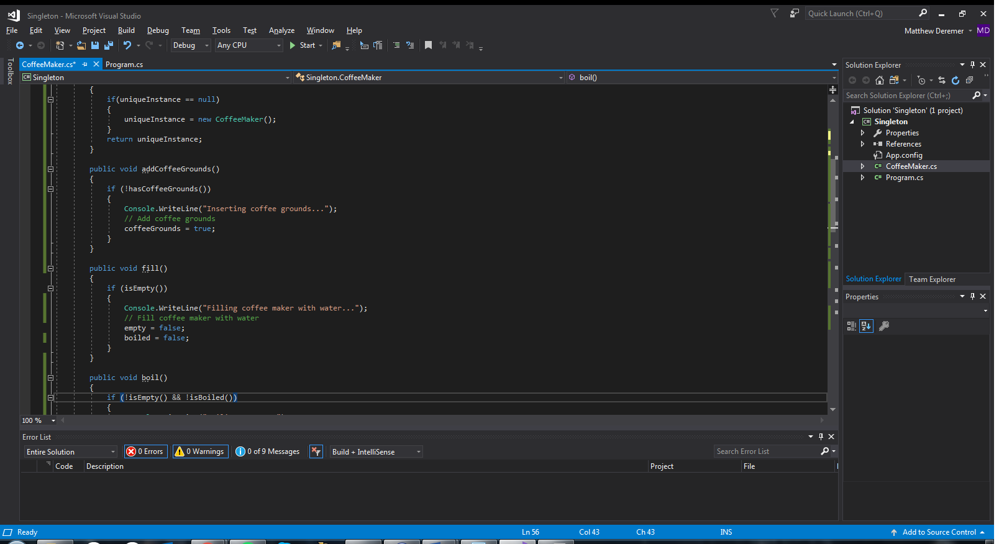 Singleton - Microsoft Visual Studio
Quick Launch (Ctrl+Q)
File Edit View Project Build Debug Team Tools Test Analyze Window Help
Matthew Deremer MD
Debug Any CPU Start
Toolbox
CoffeeMaker.cs* Program.cs
Singleton Singleton.CoffeeMaker boil()
{
if(uniqueInstance == null)
{
uniqueInstance = new CoffeeMaker();
}
return uniqueInstance;
}
public void addCoffeeGrounds()
{
if (!hasCoffeeGrounds())
{
Console.WriteLine("Inserting coffee grounds...");
// Add coffee grounds
coffeeGrounds = true;
}
}
public void fill()
{
if (isEmpty())
{
Console.WriteLine("Filling coffee maker with water...");
// Fill coffee maker with water
empty = false;
boiled = false;
}
}
public void boil()
{
if (!isEmpty() && !isBoiled())
{
100 %
Solution Explorer
Search Solution Explorer (Ctrl+;)
Solution 'Singleton' (1 project)
Singleton
Properties
References
App.config
CoffeeMaker.cs
Program.cs
Solution Explorer Team Explorer
Properties
Error List
Entire Solution 0 Errors 0 Warnings 0 of 9 Messages Build + IntelliSense Search Error List
Code Description Project File
Ready Ln 56 Col 43 Ch 43 INS Add to Source Control